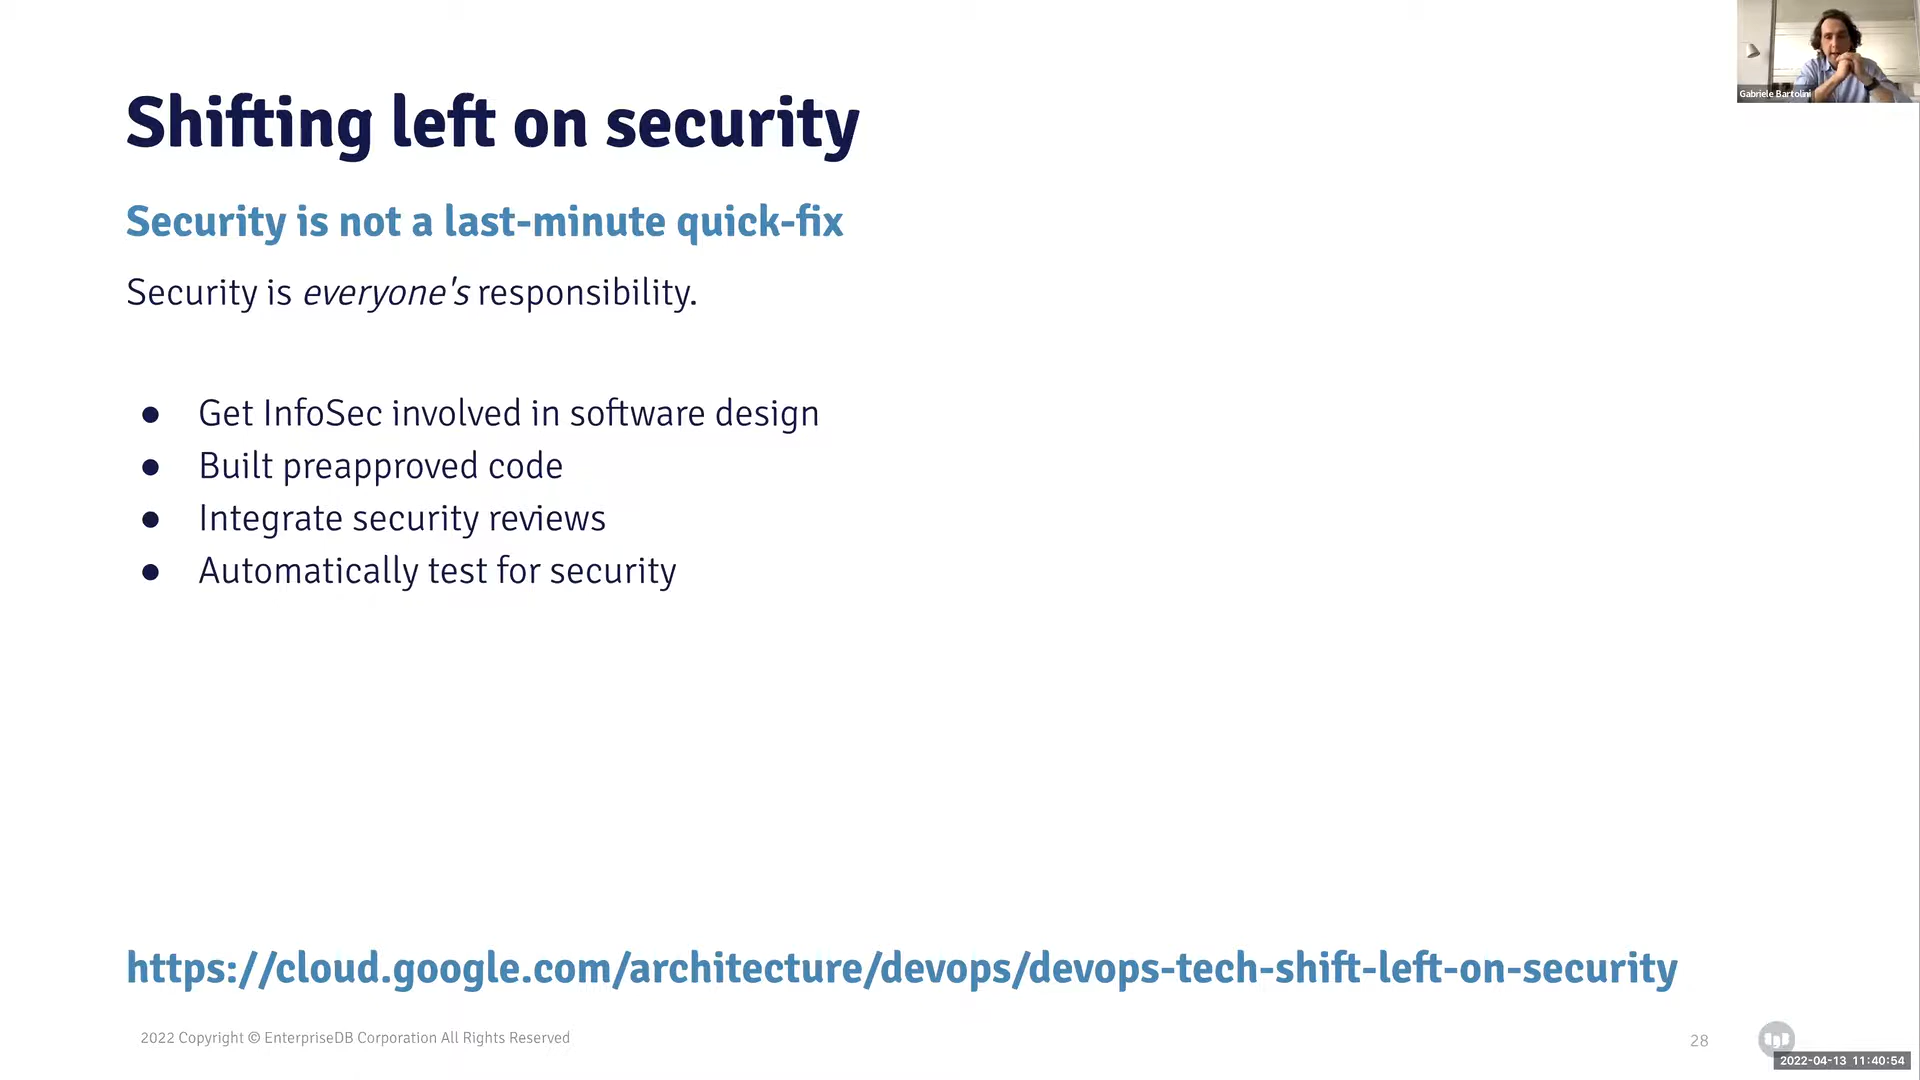 Gabriele Bartolini
Shifting left on security
Security is not a last-minute quick-fix
Security is everyone's responsibility.
● Get InfoSec involved in software design
● Built preapproved code
● Integrate security reviews
● Automatically test for security
https://cloud.google.com/architecture/devops/devops-tech-shift-left-on-security
2022 Copyright © EnterpriseDB Corporation All Rights Reserved
28
2022-04-13 11:40:54